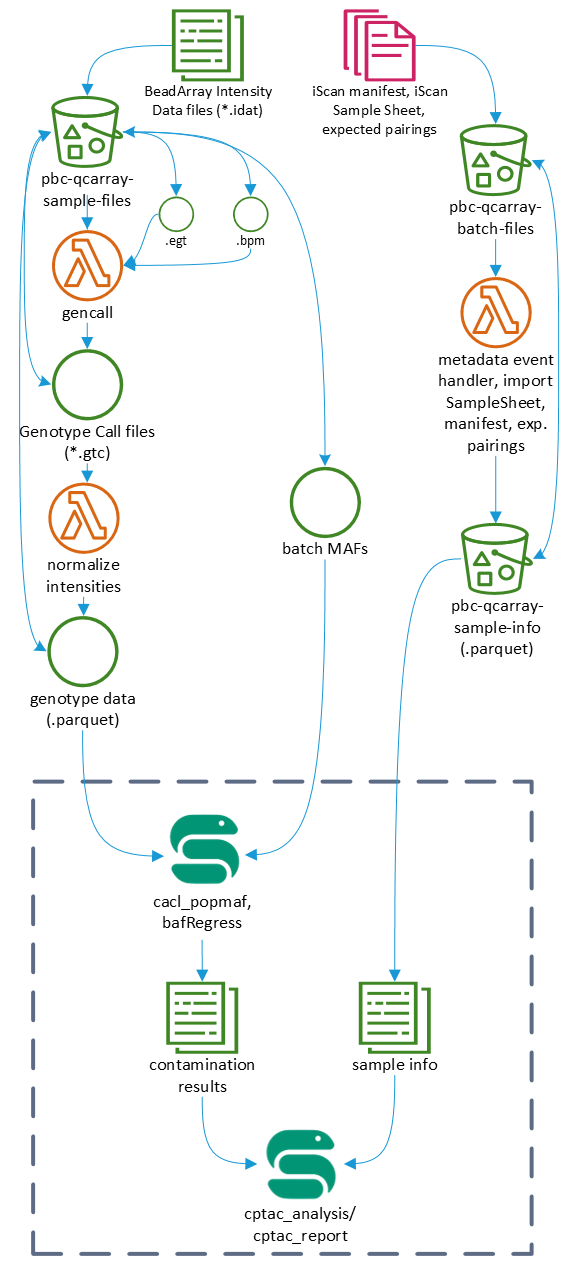 BeadArray Intensity
Data files (*.idat)
iScan manifest, iScan
Sample Sheet,
expected pairings
pbc-qcarray-
sample-files
.egt
.bpm
pbc-qcarray-
batch-files
gencall
metadata event
handler, import
SampleSheet,
manifest, exp.
pairings
Genotype Call files
(*.gtc)
batch MAFs
normalize
intensities
pbc-qcarray-
sample-info
(.parquet)
genotype data
(.parquet)
cacl_popmaf,
bafRegress
contamination
results
sample info
cptac_analysis/
cptac_report